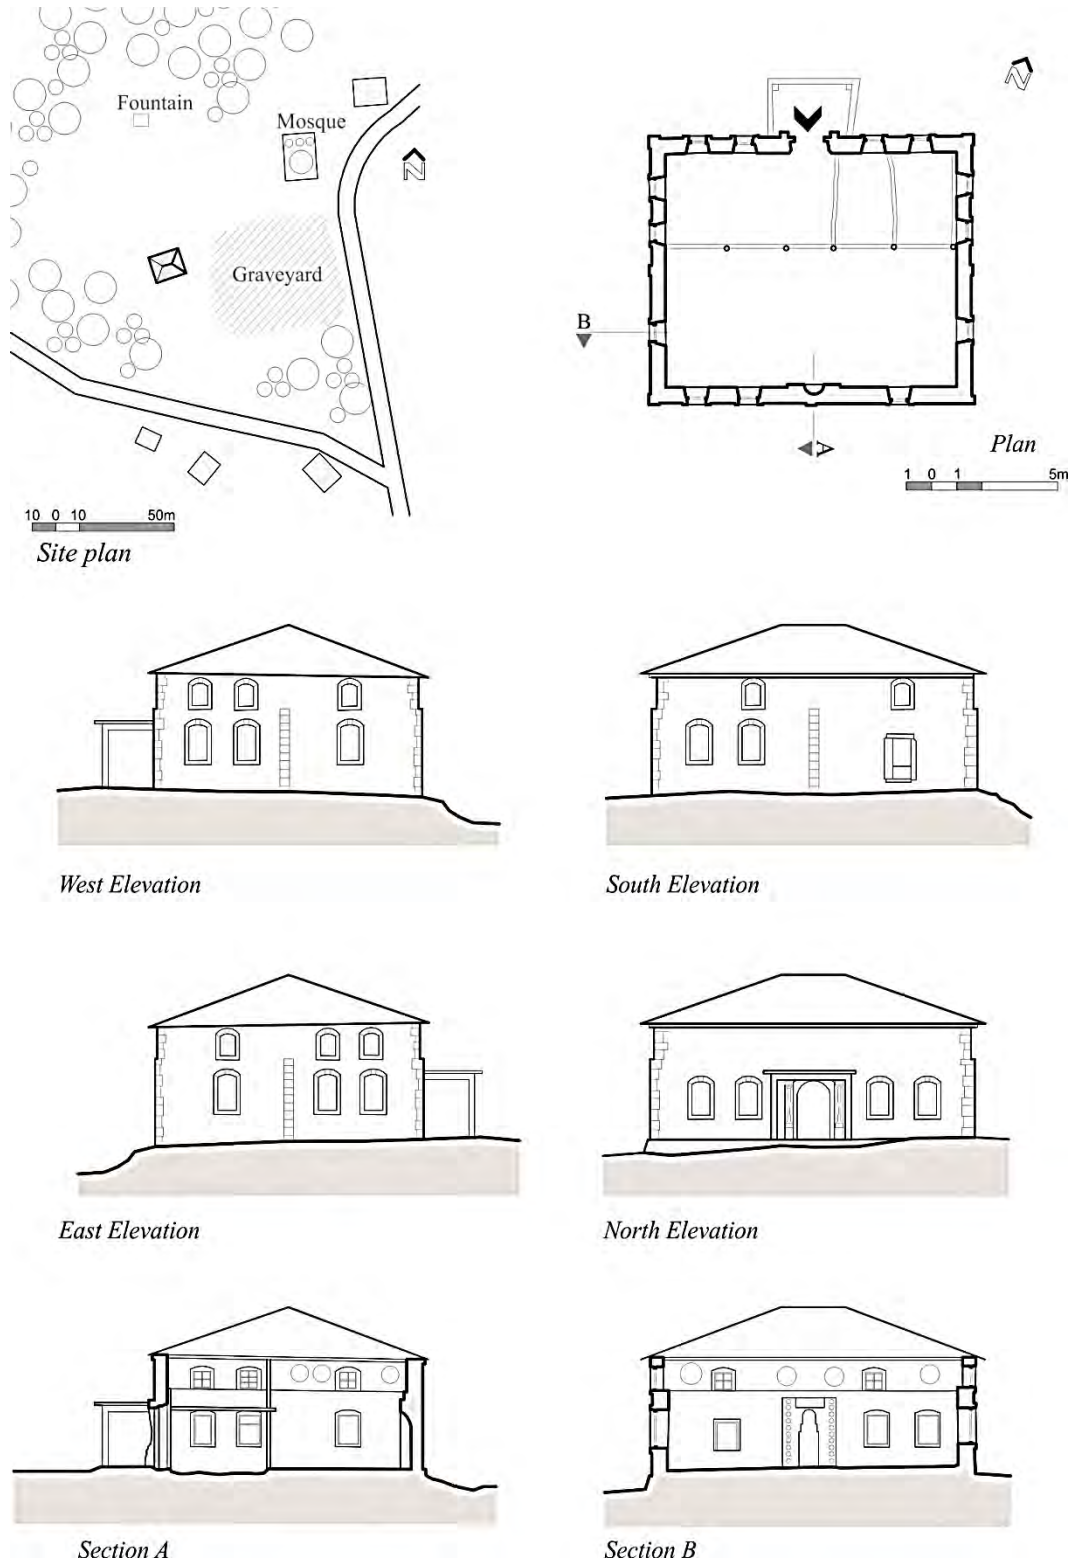 Fountain
Mosque
N
Graveyard
10 0 10 50m
Site plan
N
B
A
Plan
1 0 1 5m
West Elevation
South Elevation
East Elevation
North Elevation
Section A
Section B